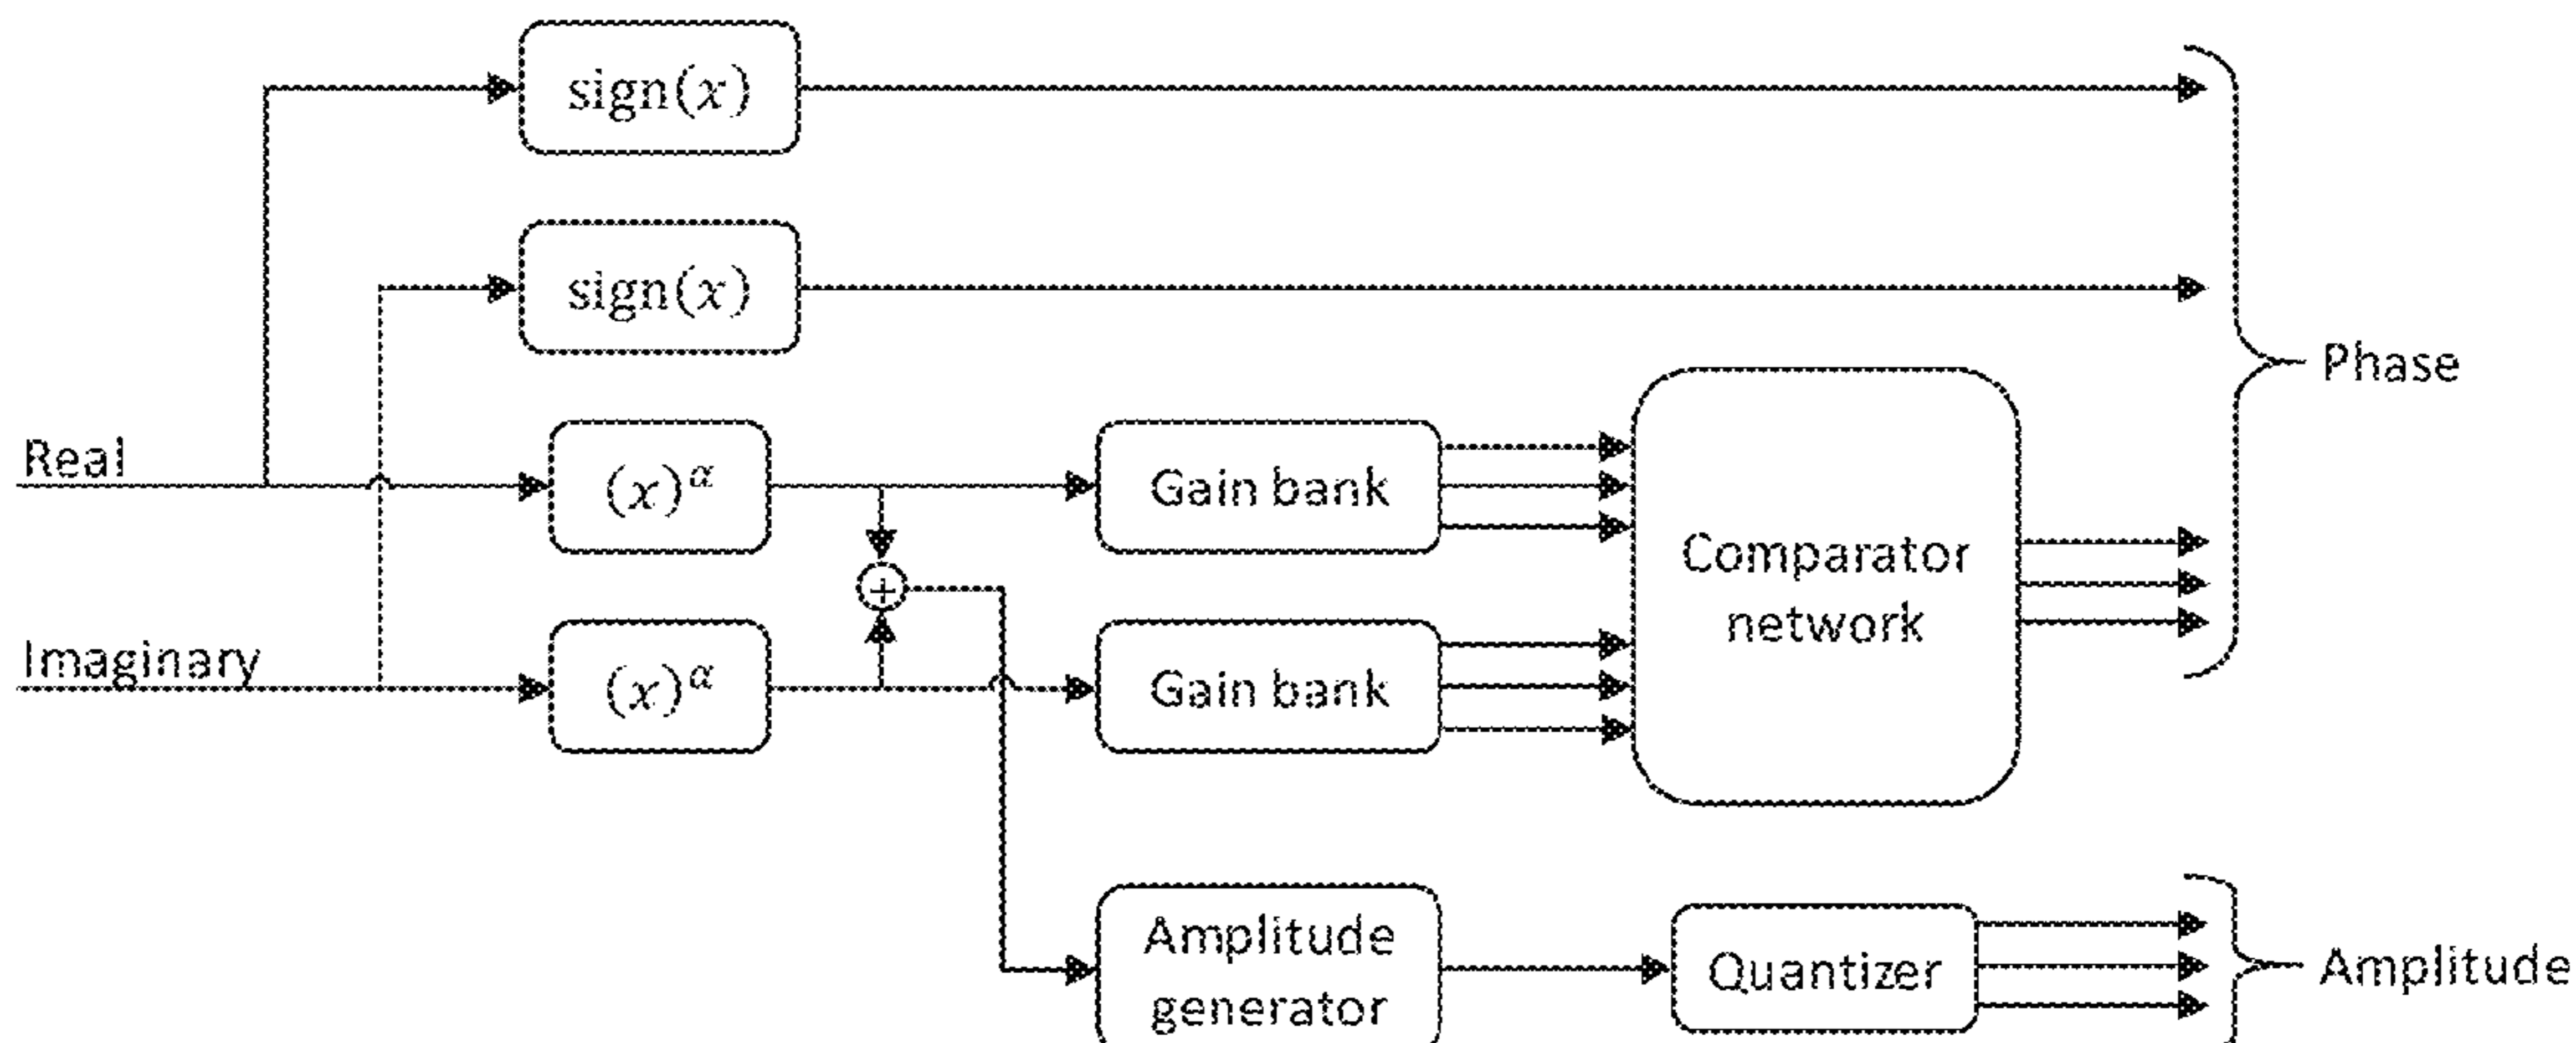 sign(x)
sign(x)
Phase
Real
(x)^α
Gain bank
Comparator
network
+
Imaginary
(x)^α
Gain bank
Amplitude
generator
Quantizer
Amplitude